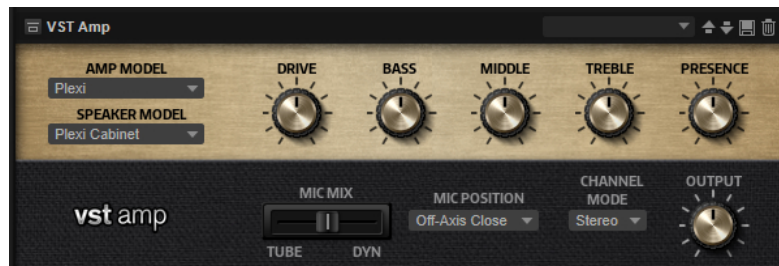 VST Amp
AMP MODEL
Plexi
SPEAKER MODEL
Plexi Cabinet
DRIVE
BASS
MIDDLE
TREBLE
PRESENCE
vst amp
MIC MIX
TUBE DYN
MIC POSITION
Off-Axis Close
CHANNEL
MODE
Stereo
OUTPUT